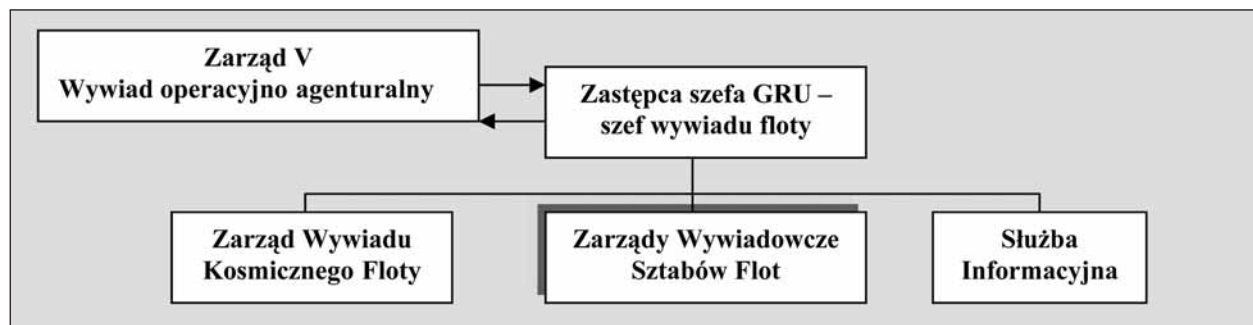 Zarząd V
Wywiad operacyjno agenturalny
Zastępca szefa GRU –
szef wywiadu floty
Zarząd Wywiadu
Kosmicznego Floty
Zarządy Wywiadowcze
Sztabów Flot
Służba
Informacyjna